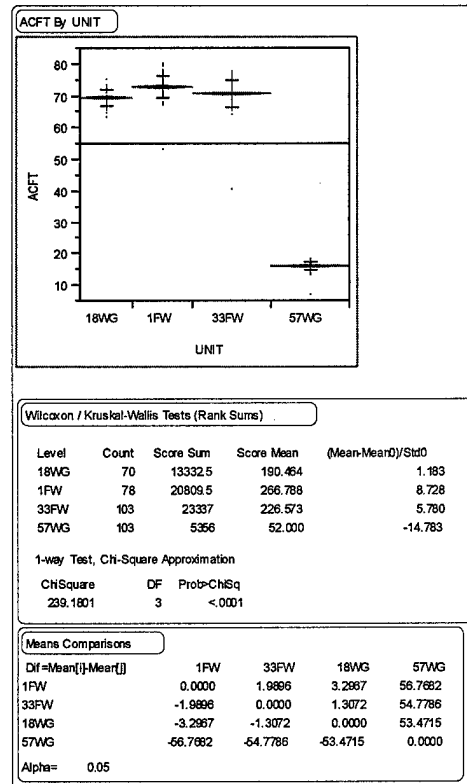 ACFT By UNIT
80
70
60
50
40
30
20
10
ACFT
18WG 1FW 33FW 57WG
UNIT
Wilcoxon / Kruskal-Wallis Tests (Rank Sums)
Level Count Score Sum Score Mean (Mean-Mean0)/Std0
18WG 70 13332.5 190.464 1.183
1FW 78 20809.5 266.788 8.728
33FW 103 23337 226.573 5.780
57WG 103 5356 52.000 -14.783
1-way Test, Chi-Square Approximation
ChiSquare DF Prob>ChiSq
239.1801 3 <.0001
Means Comparisons
Dif=Mean[i]-Mean[j] 1FW 33FW 18WG 57WG
1FW 0.0000 1.9896 3.2967 56.7682
33FW -1.9896 0.0000 1.3072 54.7786
18WG -3.2967 -1.3072 0.0000 53.4715
57WG -56.7682 -54.7786 -53.4715 0.0000
Alpha= 0.05